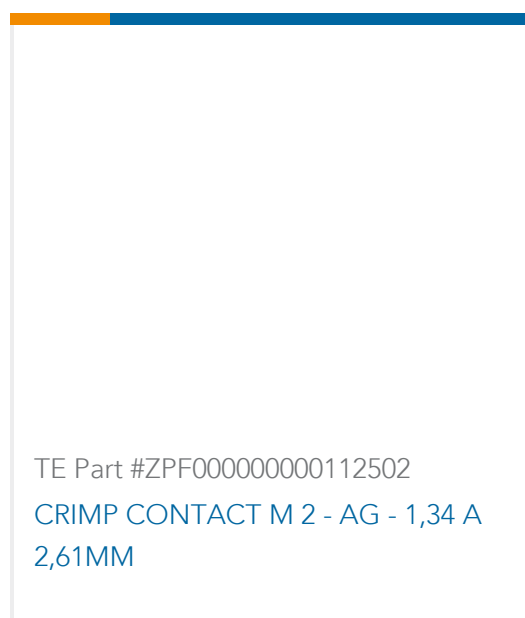 TE Part #ZPF000000000112502
CRIMP CONTACT M 2 - AG - 1,34 A
2,61MM